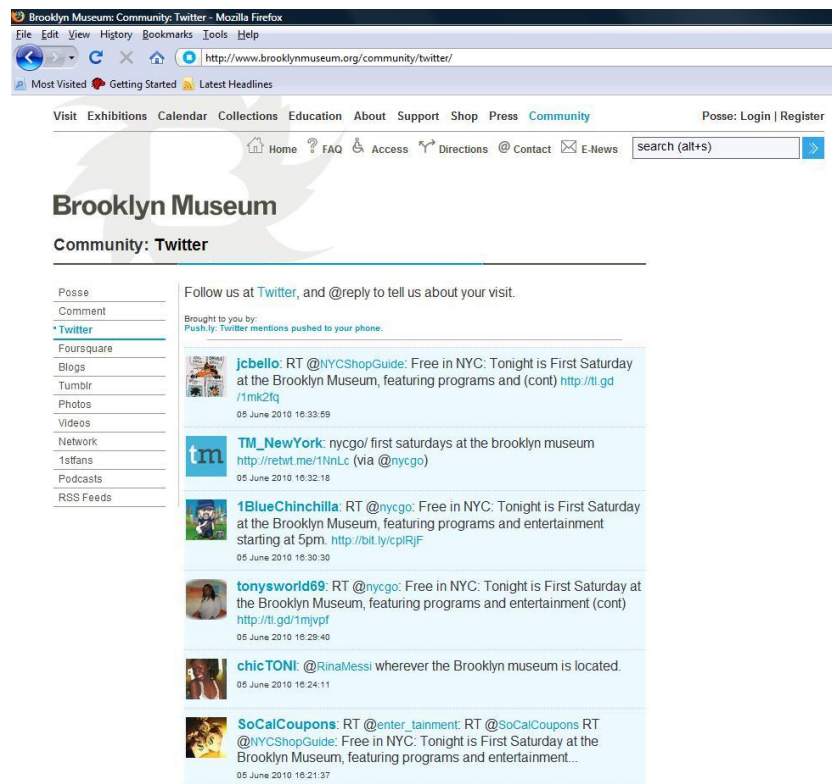 Brooklyn Museum: Community: Twitter - Mozilla Firefox
File Edit View History Bookmarks Tools Help
http://www.brooklynmuseum.org/community/twitter/
Most Visited Getting Started Latest Headlines
Visit Exhibitions Calendar Collections Education About Support Shop Press Community Posse: Login | Register
Home FAQ Access Directions @ Contact E-News search (alt+s)
Brooklyn Museum
Community: Twitter
Posse
Comment
* Twitter
Foursquare
Blogs
Tumblr
Photos
Videos
Network
1stfans
Podcasts
RSS Feeds
Follow us at Twitter, and @reply to tell us about your visit.
Brought to you by:
Push.ly: Twitter mentions pushed to your phone.
jcbello: RT @NYCShopGuide: Free in NYC: Tonight is First Saturday
at the Brooklyn Museum, featuring programs and (cont) http://tl.gd
/1mk2fq
05 June 2010 16:33:59
tm
TM_NewYork: nycgo/ first saturdays at the brooklyn museum
http://retwt.me/1NnLc (via @nycgo)
05 June 2010 16:32:18
1BlueChinchilla: RT @nycgo: Free in NYC: Tonight is First Saturday
at the Brooklyn Museum, featuring programs and entertainment
starting at 5pm. http://bit.ly/cplRjF
05 June 2010 16:30:30
tonysworld69: RT @nycgo: Free in NYC: Tonight is First Saturday at
the Brooklyn Museum, featuring programs and entertainment (cont)
http://tl.gd/1mjvpf
05 June 2010 16:29:40
chicTONI: @RinaMessi wherever the Brooklyn museum is located.
05 June 2010 16:24:11
SoCalCoupons: RT @enter_tainment: RT @SoCalCoupons RT
@NYCShopGuide: Free in NYC: Tonight is First Saturday at the
Brooklyn Museum, featuring programs and entertainment...
05 June 2010 16:21:37